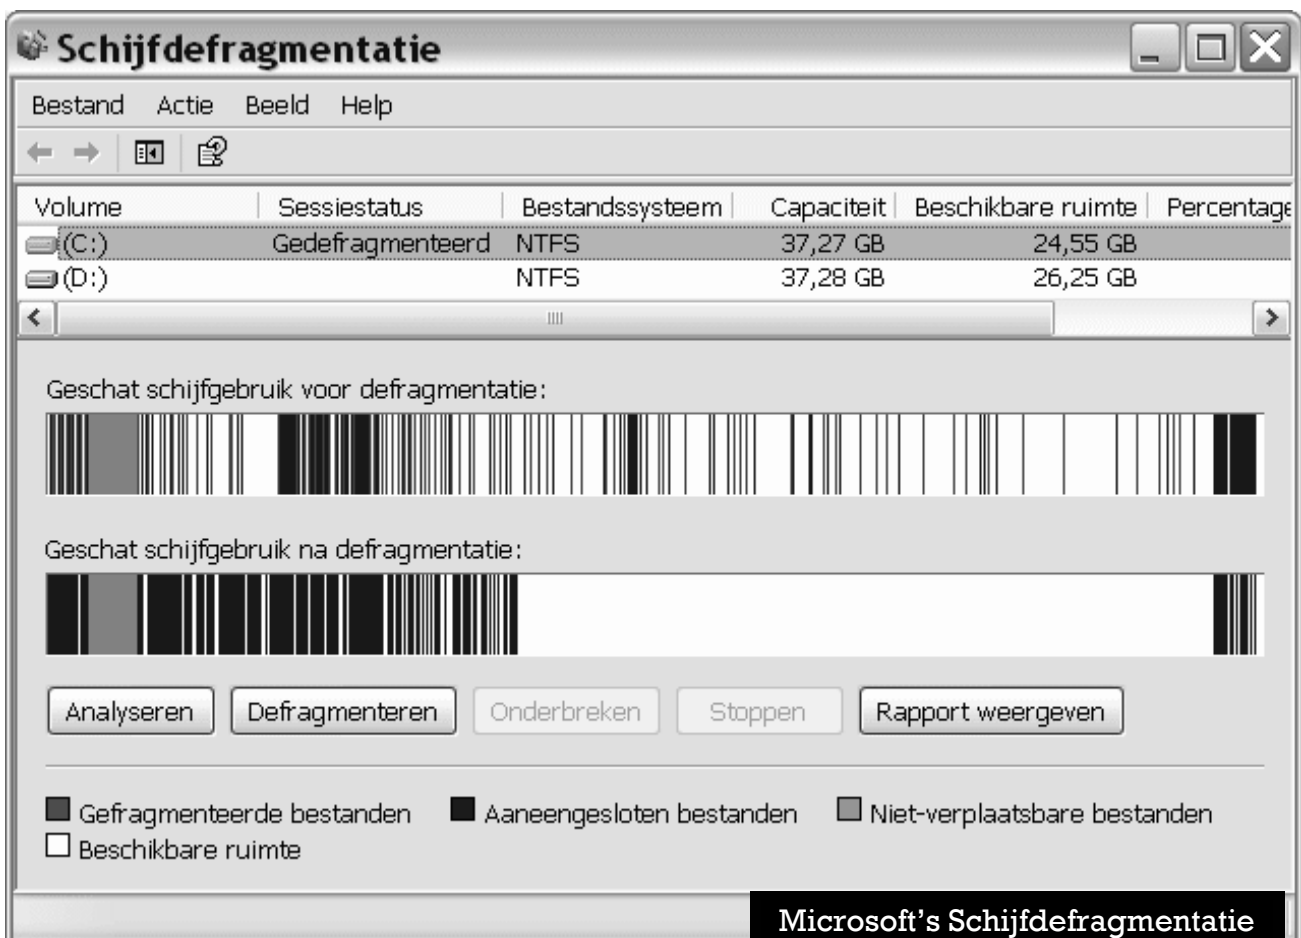 Schijfdefragmentatie
Bestand Actie Beeld Help
Volume Sessiestatus Bestandssysteem Capaciteit Beschikbare ruimte Percentage
(C:) Gedefragmenteerd NTFS 37,27 GB 24,55 GB
(D:) NTFS 37,28 GB 26,25 GB
Geschat schijfgebruik voor defragmentatie:
Geschat schijfgebruik na defragmentatie:
Analyseren Defragmenteren Onderbreken Stoppen Rapport weergeven
Gefragmenteerde bestanden Aaneengesloten bestanden Niet-verplaatsbare bestanden
Beschikbare ruimte
Microsoft's Schijfdefragmentatie